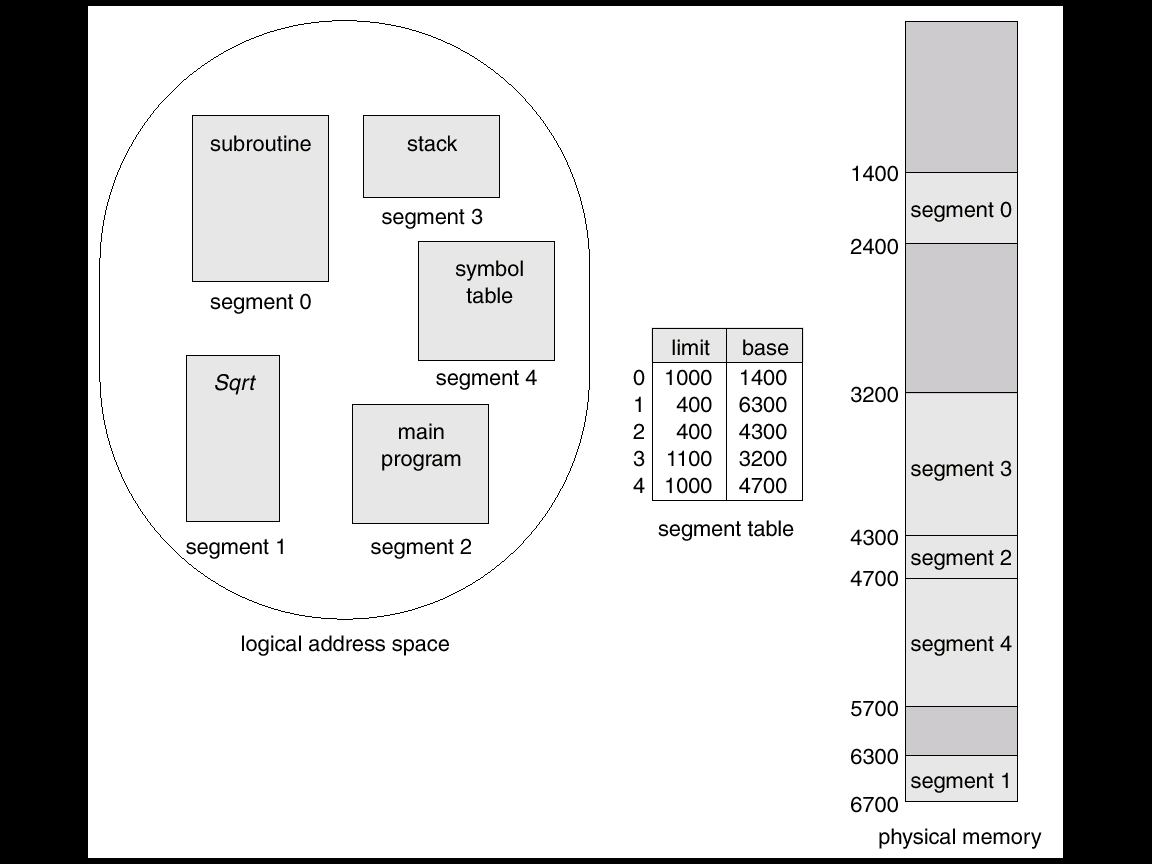 subroutine
segment 0
stack
segment 3
symbol
table
segment 4
Sqrt
segment 1
main
program
segment 2
logical address space
limit base
0 1000 1400
1 400 6300
2 400 4300
3 1100 3200
4 1000 4700
segment table
1400
segment 0
2400
3200
segment 3
4300
segment 2
4700
segment 4
5700
6300
segment 1
6700
physical memory